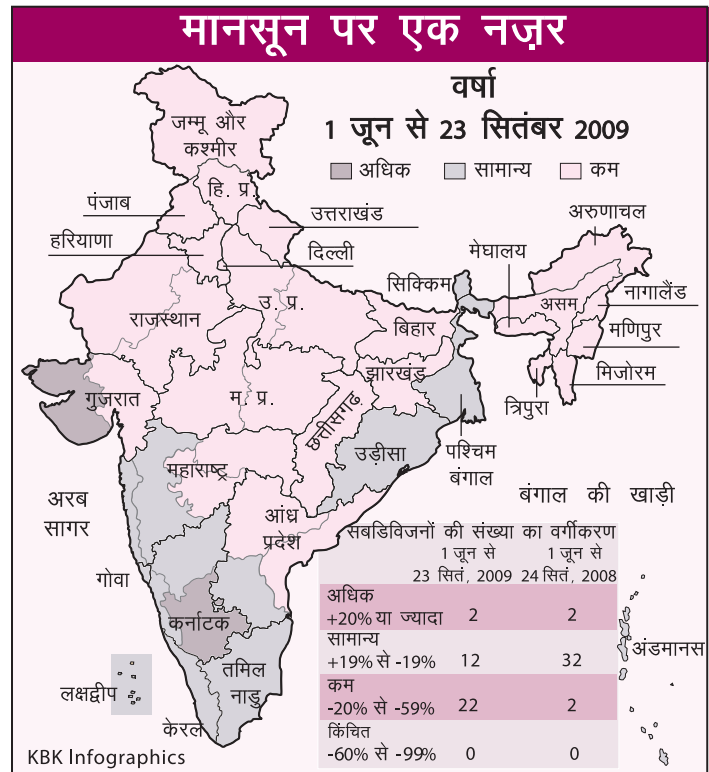 मानसून पर एक नज़र
वर्षा
1 जून से 23 सितंबर 2009
अधिक सामान्य कम
जम्मू और
कश्मीर
हि. प्र.
पंजाब
उत्तराखंड
हरियाणा
दिल्ली
अरुणाचल
मेघालय
सिक्किम
असम
नागालैंड
राजस्थान
उ. प्र.
बिहार
मणिपुर
झारखंड
मिजोरम
गुजरात
म. प्र.
छत्तीसगढ़
त्रिपुरा
उड़ीसा
पश्चिम
बंगाल
महाराष्ट्र
अरब
सागर
बंगाल की खाड़ी
आंध्र
प्रदेश
गोवा
कर्नाटक
तमिल
नाडु
लक्षद्वीप
केरल
अंडमानस
सबडिविजनों की संख्या का वर्गीकरण
1 जून से 1 जून से
23 सितं, 2009 24 सितं, 2008
अधिक
+20% या ज्यादा 2 2
सामान्य
+19% से -19% 12 32
कम
-20% से -59% 22 2
किंचित
-60% से -99% 0 0
KBK Infographics